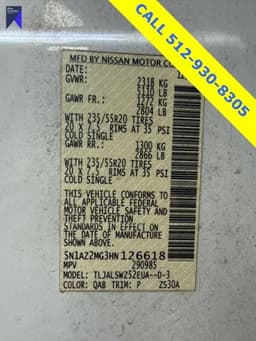 CALL 512-930-8305
MFD BY NISSAN MOTOR CO
DATE:
GVWR: 2318 KG
5110 LB
GAWR FR.: 1272 KG
2804 LB
WITH 235/55R20 TIRES
20 X 7.5 RIMS AT 35 PSI
COLD SINGLE
GAWR RR.: 1300 KG
2866 LB
WITH 235/55R20 TIRES
20 X 7.5 RIMS AT 35 PSI
COLD SINGLE
THIS VEHICLE CONFORMS TO
ALL APPLICABLE FEDERAL
MOTOR VEHICLE SAFETY
STANDARDS IN EFFECT ON THE
DATE OF MANUFACTURE
SHOWN ABOVE.
5N1AZ2MG3HN126618
MPV 290985
TLJALSWZ52EUA--D-3
COLOR: QAB TRIM: P Z530A